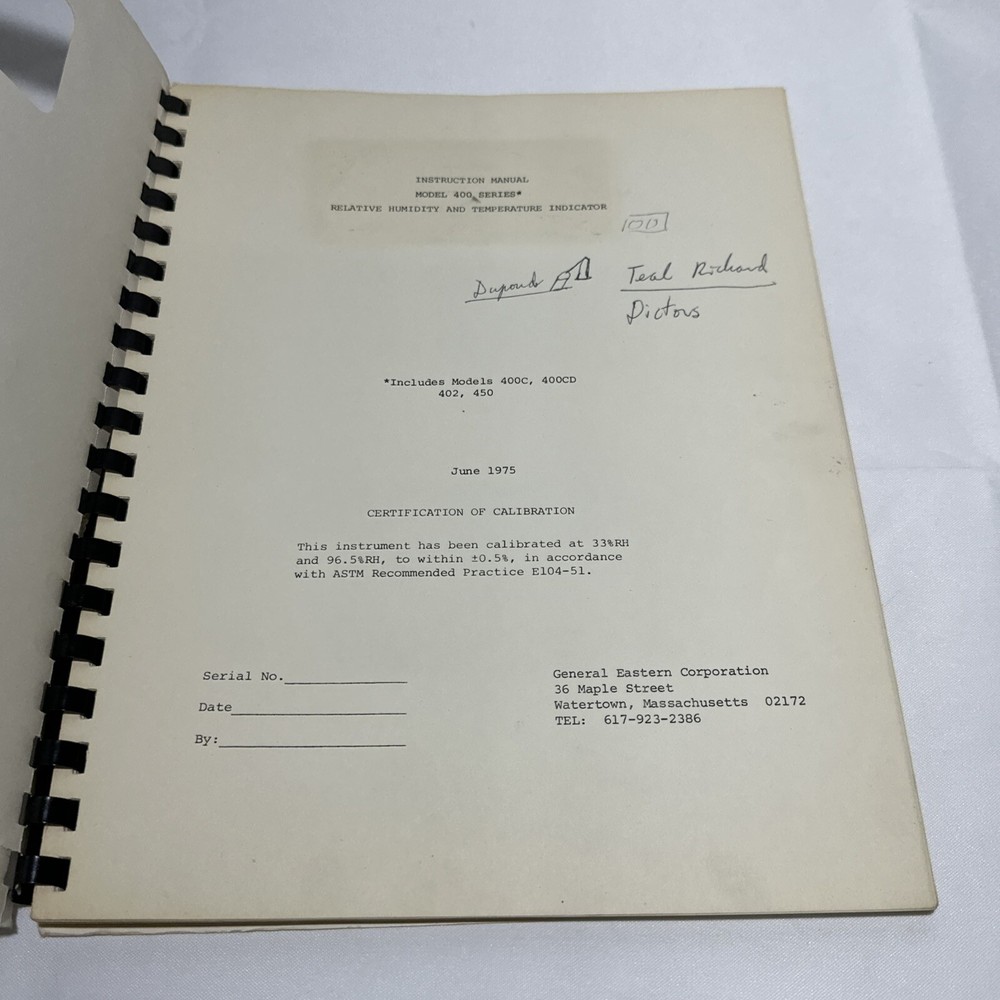 INSTRUCTION MANUAL
MODEL 400 SERIES*
RELATIVE HUMIDITY AND TEMPERATURE INDICATOR
100
Teal Richard
*Includes Models 400C, 400CD
402, 450
June 1975
CERTIFICATION OF CALIBRATION
This instrument has been calibrated at 33%RH
and 96.5%RH, to within ±0.5%, in accordance
with ASTM Recommended Practice E104-51.
Serial No.
Date
By:
General Eastern Corporation
36 Maple Street
Watertown, Massachusetts 02172
TEL: 617-923-2386